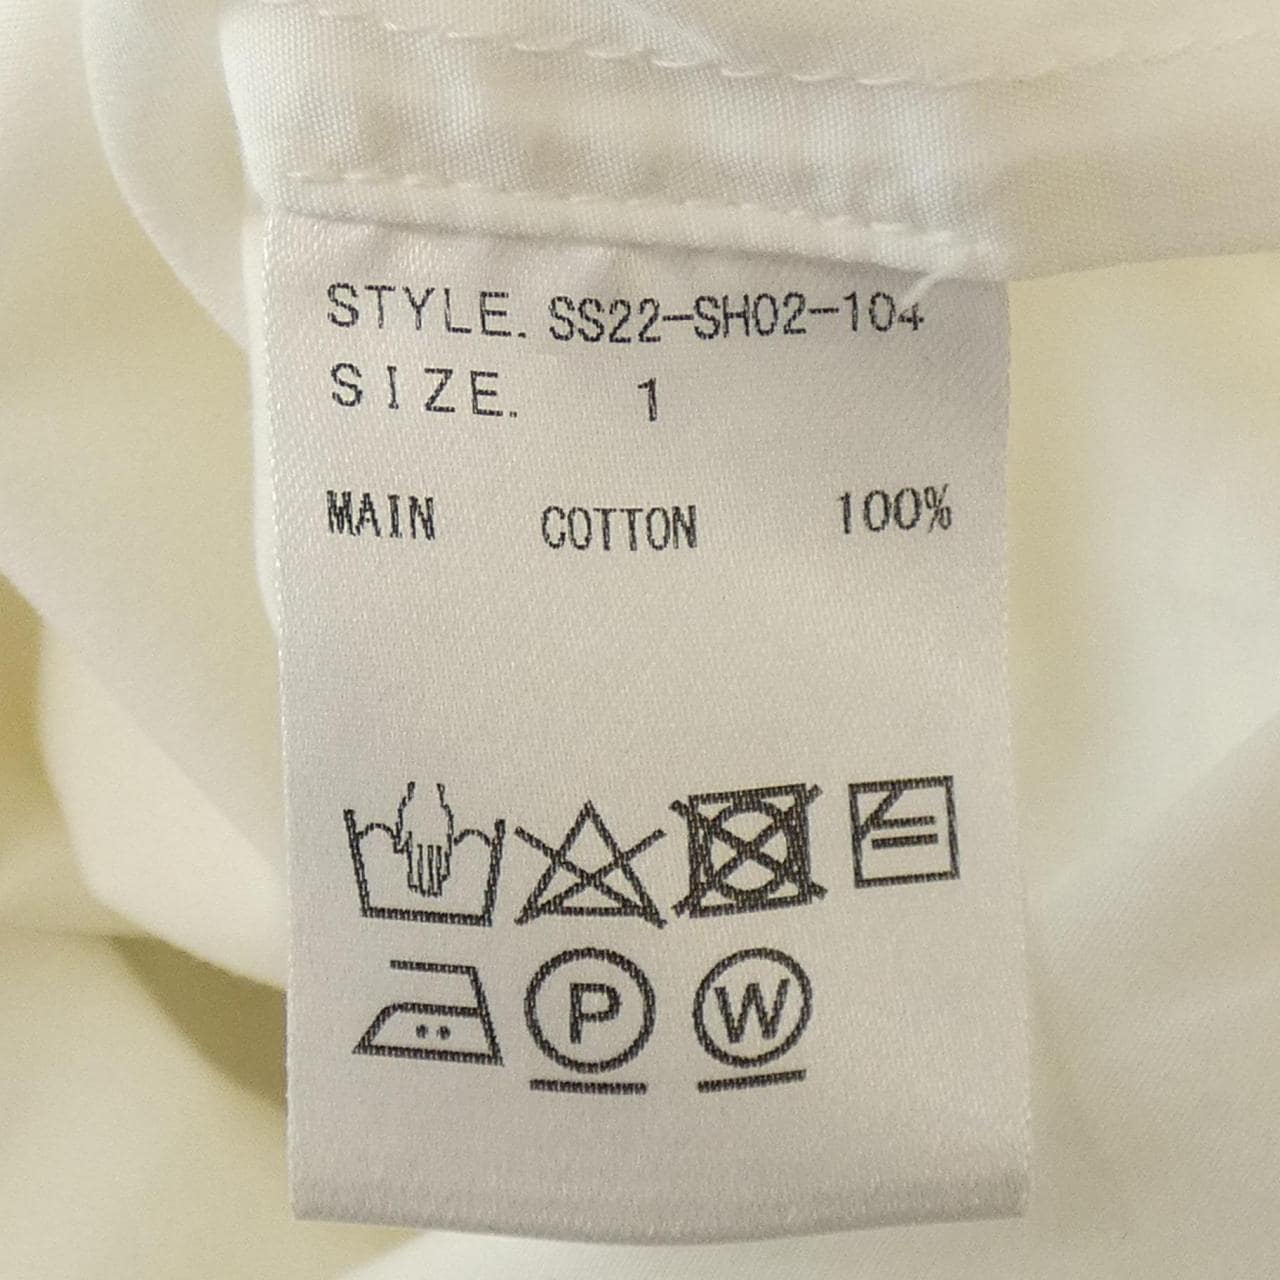 STYLE. SS22-SH02-104
SIZE. 1
MAIN COTTON 100%
P W